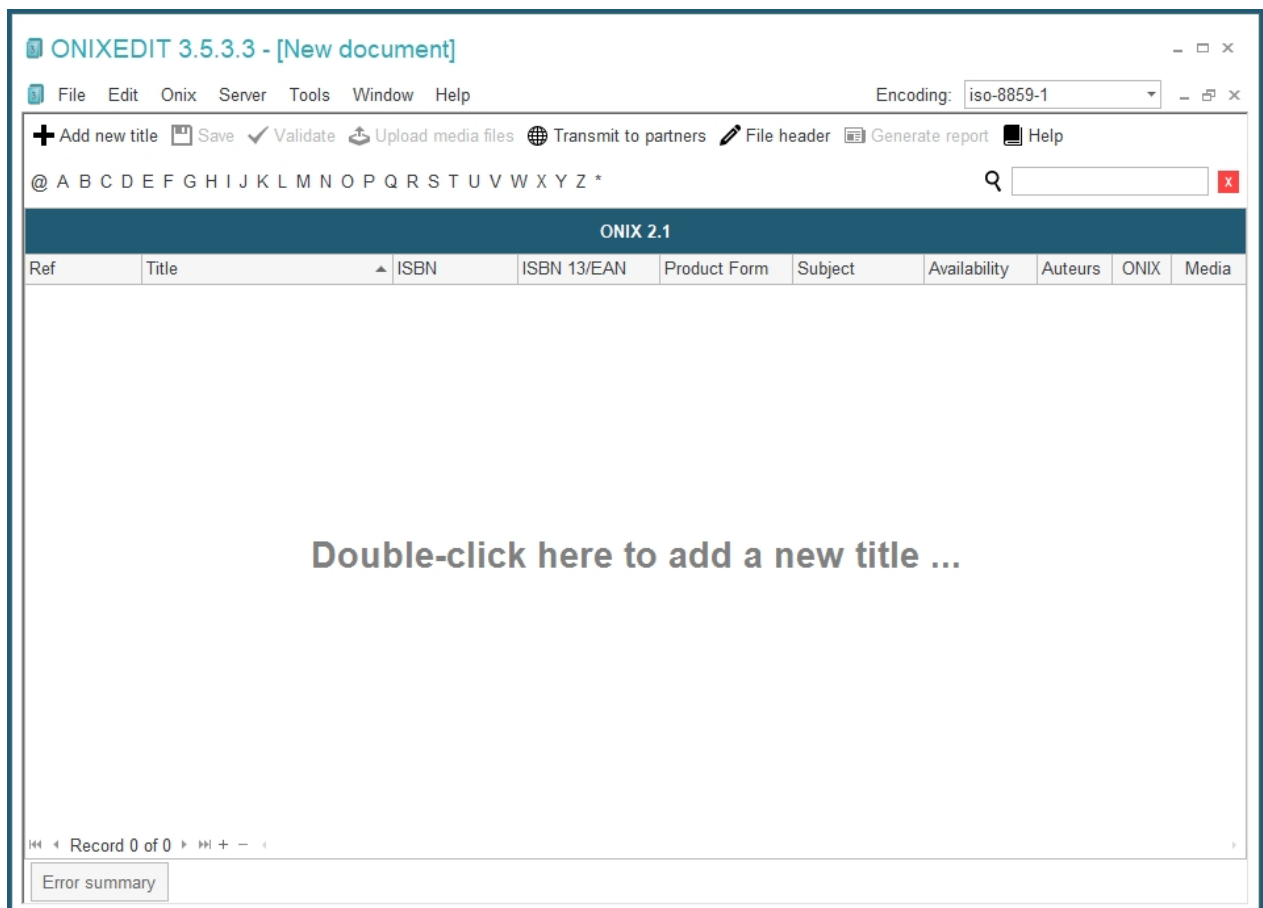 ONIXEDIT 3.5.3.3 - [New document]
File Edit Onix Server Tools Window Help Encoding: iso-8859-1
Add new title Save Validate Upload media files Transmit to partners File header Generate report Help
@ A B C D E F G H I J K L M N O P Q R S T U V W X Y Z * X
ONIX 2.1
Ref Title ISBN ISBN 13/EAN Product Form Subject Availability Auteurs ONIX Media
Double-click here to add a new title ...
Record 0 of 0
Error summary